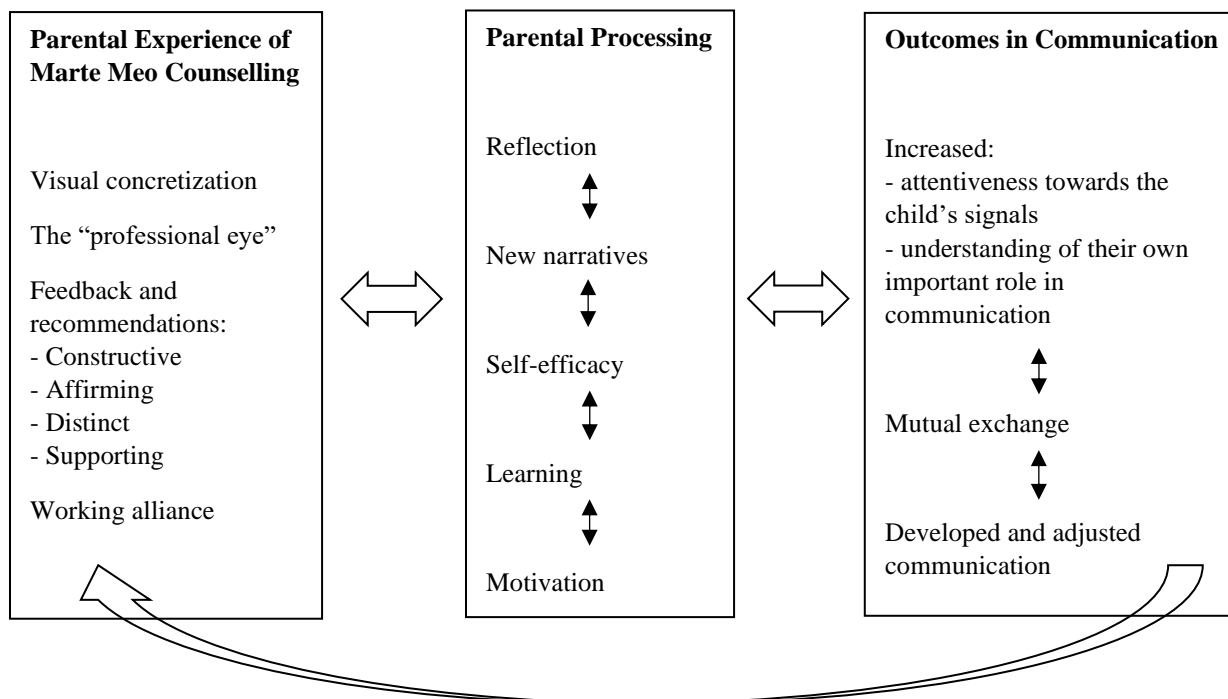 Parental Experience of
Marte Meo Counselling
Visual concretization
The “professional eye”
Feedback and
recommendations:
- Constructive
- Affirming
- Distinct
- Supporting
Working alliance
Parental Processing
Reflection
New narratives
Self-efficacy
Learning
Motivation
Outcomes in Communication
Increased:
- attentiveness towards the
child’s signals
- understanding of their own
important role in
communication
Mutual exchange
Developed and adjusted
communication